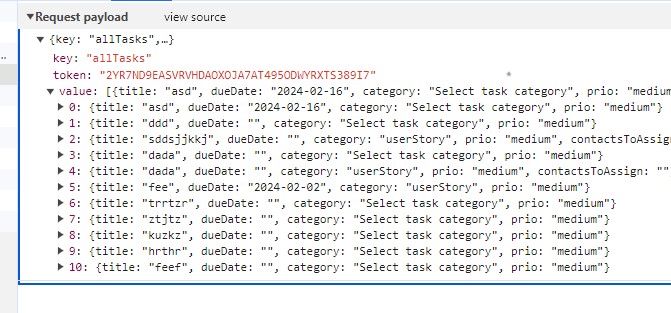 Request payload view source
{key: "allTasks",…}
key: "allTasks"
token: "2YR7ND9EASVRVHDAOXOJA7AT495ODWYRXTS389I7"
value: [{title: "asd", dueDate: "2024-02-16", category: "Select task category", prio: "medium"},
0: {title: "asd", dueDate: "2024-02-16", category: "Select task category", prio: "medium"}
1: {title: "ddd", dueDate: "", category: "Select task category", prio: "medium"}
2: {title: "sddsjjkkj", dueDate: "", category: "userStory", prio: "medium", contactsToAssign:
3: {title: "dada", dueDate: "", category: "Select task category", prio: "medium"}
4: {title: "dada", dueDate: "", category: "userStory", prio: "medium", contactsToAssign: ""
5: {title: "fee", dueDate: "2024-02-02", category: "userStory", prio: "medium"}
6: {title: "trrtzr", dueDate: "", category: "Select task category", prio: "medium"}
7: {title: "ztjtz", dueDate: "", category: "Select task category", prio: "medium"}
8: {title: "kuzkz", dueDate: "", category: "Select task category", prio: "medium"}
9: {title: "hrthr", dueDate: "", category: "Select task category", prio: "medium"}
10: {title: "feef", dueDate: "", category: "Select task category", prio: "medium"}